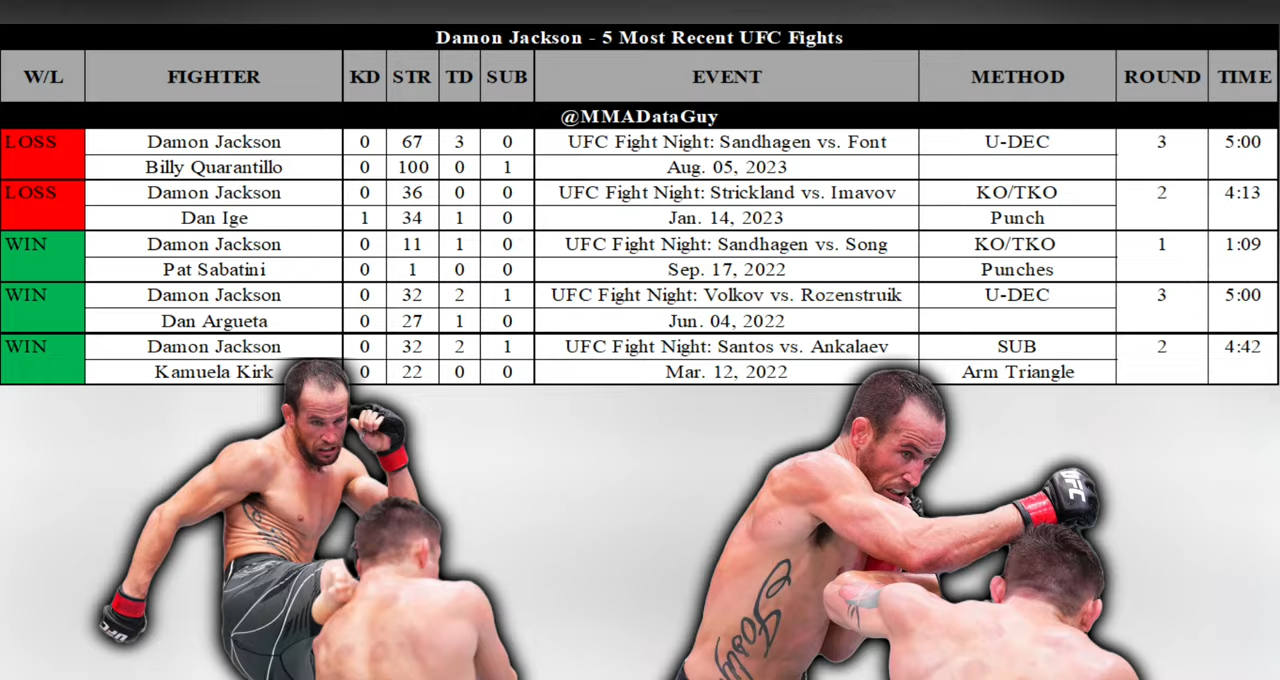 Damon Jackson - 5 Most Recent UFC Fights
W/L FIGHTER KD STR TD SUB EVENT METHOD ROUND TIME
@MMADataGuy
LOSS Damon Jackson 0 67 3 0 UFC Fight Night: Sandhagen vs. Font U-DEC 3 5:00
Billy Quarantillo 0 100 0 1 Aug. 05, 2023
LOSS Damon Jackson 0 36 0 0 UFC Fight Night: Strickland vs. Imavov KO/TKO 2 4:13
Dan Ige 1 34 1 0 Jan. 14, 2023 Punch
WIN Damon Jackson 0 11 1 0 UFC Fight Night: Sandhagen vs. Song KO/TKO 1 1:09
Pat Sabatini 0 1 0 0 Sep. 17, 2022 Punches
WIN Damon Jackson 0 32 2 1 UFC Fight Night: Volkov vs. Rozenstruik U-DEC 3 5:00
Dan Argueta 0 27 1 0 Jun. 04, 2022
WIN Damon Jackson 0 32 2 1 UFC Fight Night: Santos vs. Ankalaev SUB 2 4:42
Kamuela Kirk 0 22 0 0 Mar. 12, 2022 Arm Triangle
UFC
UFC